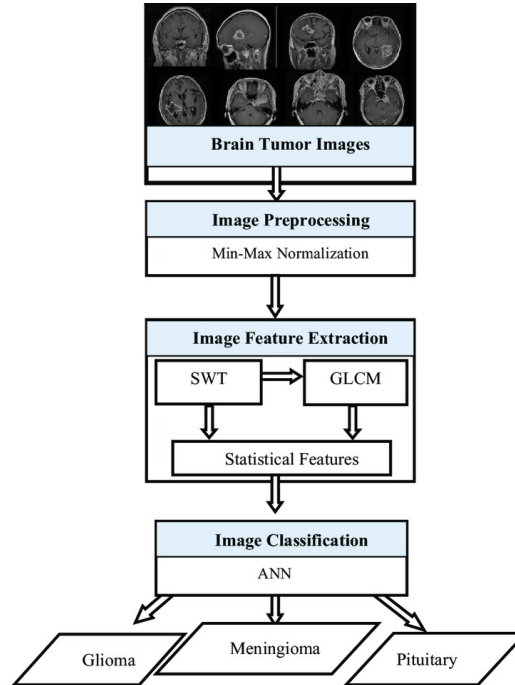 Brain Tumor Images
Image Preprocessing
Min-Max Normalization
Image Feature Extraction
SWT
GLCM
Statistical Features
Image Classification
ANN
Glioma
Meningioma
Pituitary